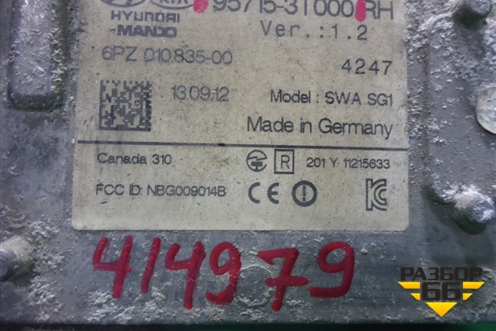 HYUNDAI KIA 95715-3T000 RH
MANDO Ver.: 1.2
6PZ 010.835-00 4247
13.09.12 Model : SWA SG1
Made in Germany
Canada 310 R 201 Y- 11215633
FCC ID: NBG009014B CE
414979
РАЗБОР
66